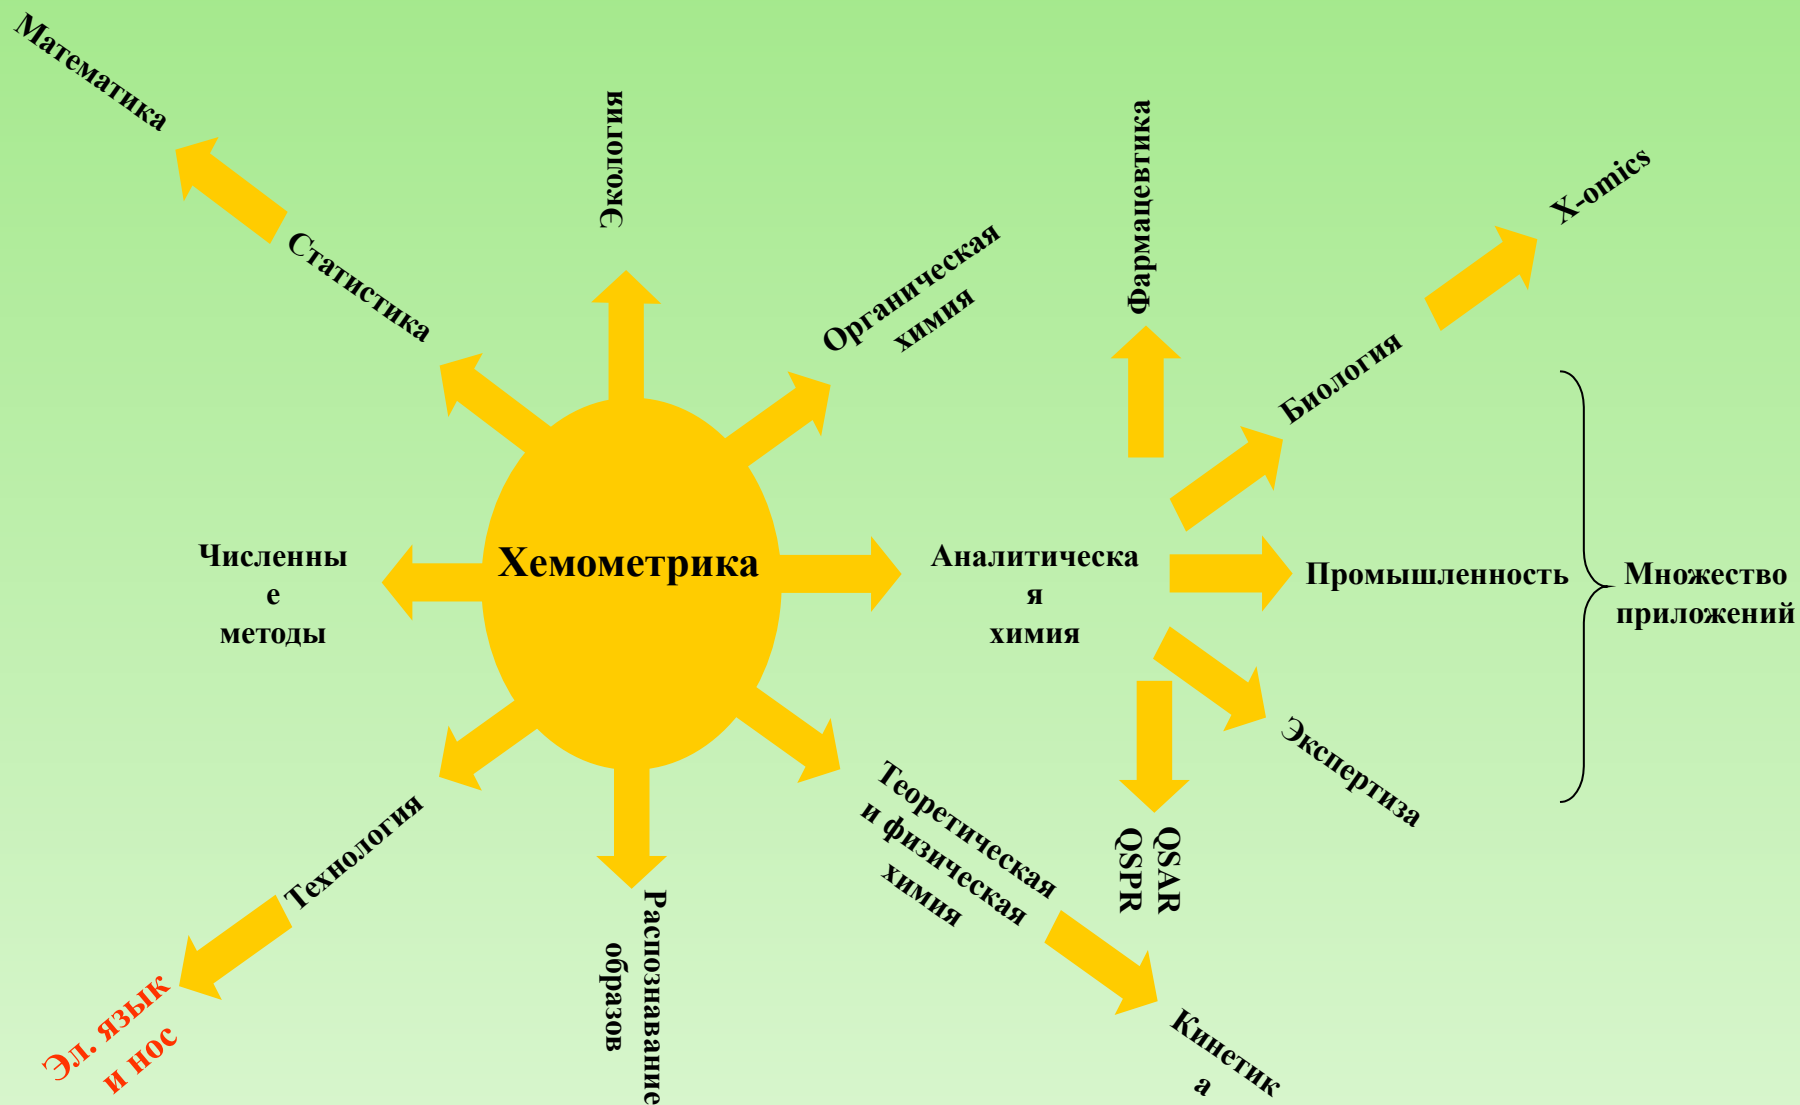 Математика
Статистика
Экология
Органическая
химия
Фармацевтика
X-omics
Биология
Численны
е
методы
Хемометрика
Аналитическа
я
химия
Промышленность
Множество
приложений
Экспертиза
QSAR
QSPR
Теоретическая
и физическая
химия
Кинетик
а
Распознавание
образов
Технология
Эл. язык
и нос